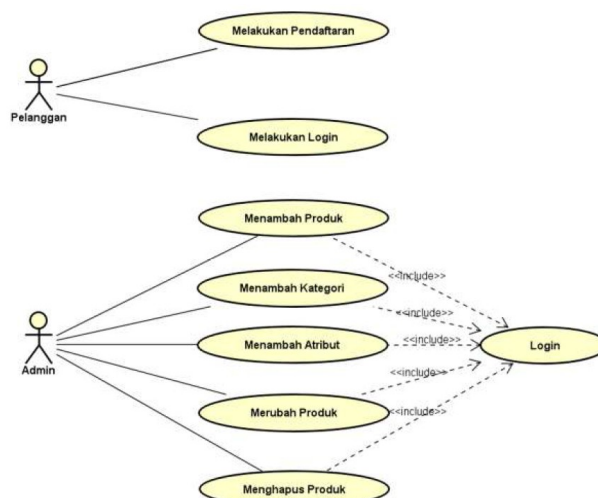 Melakukan Pendaftaran
Pelanggan
Melakukan Login
Menambah Produk
<<include>>
Menambah Kategori
<<include>>
Menambah Atribut
<<include>>
Login
Admin
<<include>>
Merubah Produk
<<include>>
Menghapus Produk